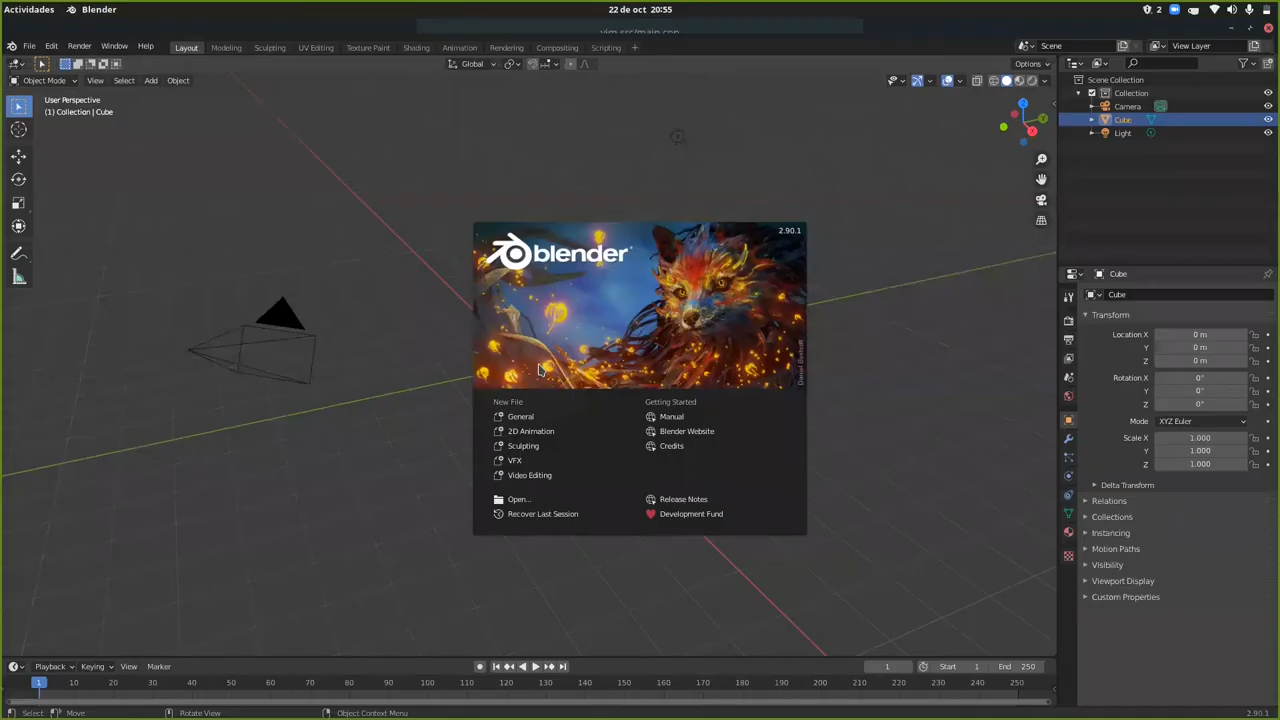 Actividades Blender 22 de oct 20:55 2
vim src/main.cpp
File Edit Render Window Help Layout Modeling Sculpting UV Editing Texture Paint Shading Animation Rendering Compositing Scripting + Scene View Layer
Global Options
Object Mode View Select Add Object
User Perspective
(1) Collection | Cube
Scene Collection
Collection
Camera
Cube
Light
Z
Y
X
blender
2.90.1
New File
General
2D Animation
Sculpting
VFX
Video Editing
Open...
Recover Last Session
Getting Started
Manual
Blender Website
Credits
Release Notes
Development Fund
Cube
Cube
Transform
Location X 0 m
Y 0 m
Z 0 m
Rotation X 0°
Y 0°
Z 0°
Mode XYZ Euler
Scale X 1.000
Y 1.000
Z 1.000
Delta Transform
Relations
Collections
Instancing
Motion Paths
Visibility
Viewport Display
Custom Properties
Playback Keying View Marker 1 Start 1 End 250
1 10 20 30 40 50 60 70 80 90 100 110 120 130 140 150 160 170 180 190 200 210 220 230 240 250
Select Move Rotate View Object Context Menu 2.90.1